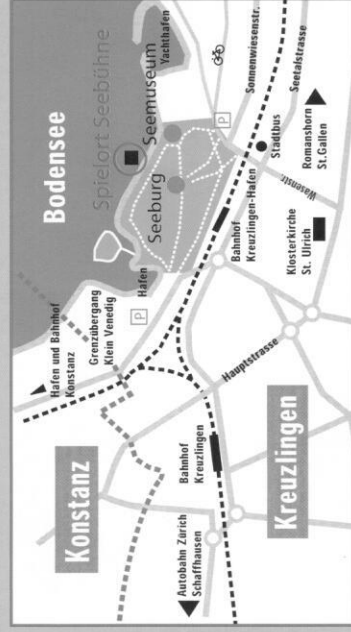 Bodensee
Spielort Seebühne
Seemuseum
Yachthafen
Seeburg
Hafen
P
P
Hafen und Bahnhof
Konstanz
Grenzübergang
Klein Venedig
Konstanz
Sonnenwiesenstr.
Seetalstrasse
Stadtbus
Romanshorn
St.Gallen
Wasenstr.
Bahnhof
Kreuzlingen-Hafen
Klosterkirche
St. Ulrich
Hauptstrasse
Bahnhof
Kreuzlingen
Kreuzlingen
Autobahn Zürich
Schaffhausen